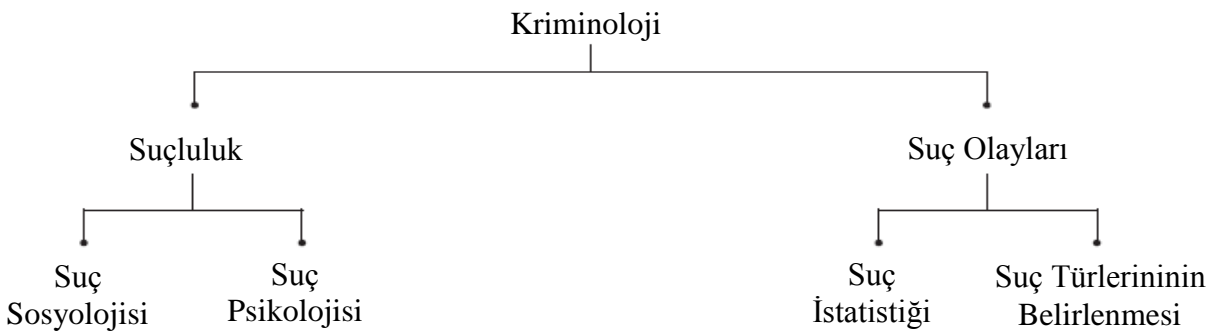 Kriminoloji
Suçluluk
Suç Olayları
Suç
Sosyolojisi
Suç
Psikolojisi
Suç
İstatistiği
Suç Türlerininin
Belirlenmesi